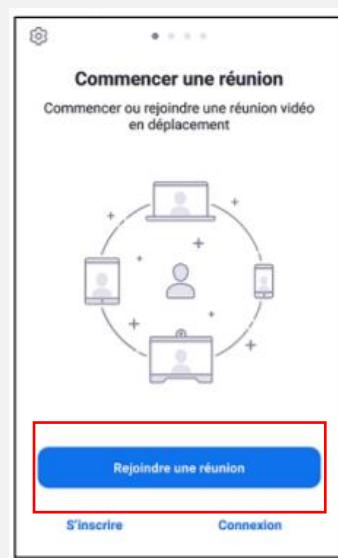 Commencer une réunion
Commencer ou rejoindre une réunion vidéo
en déplacement
Rejoindre une réunion
S'inscrire Connexion